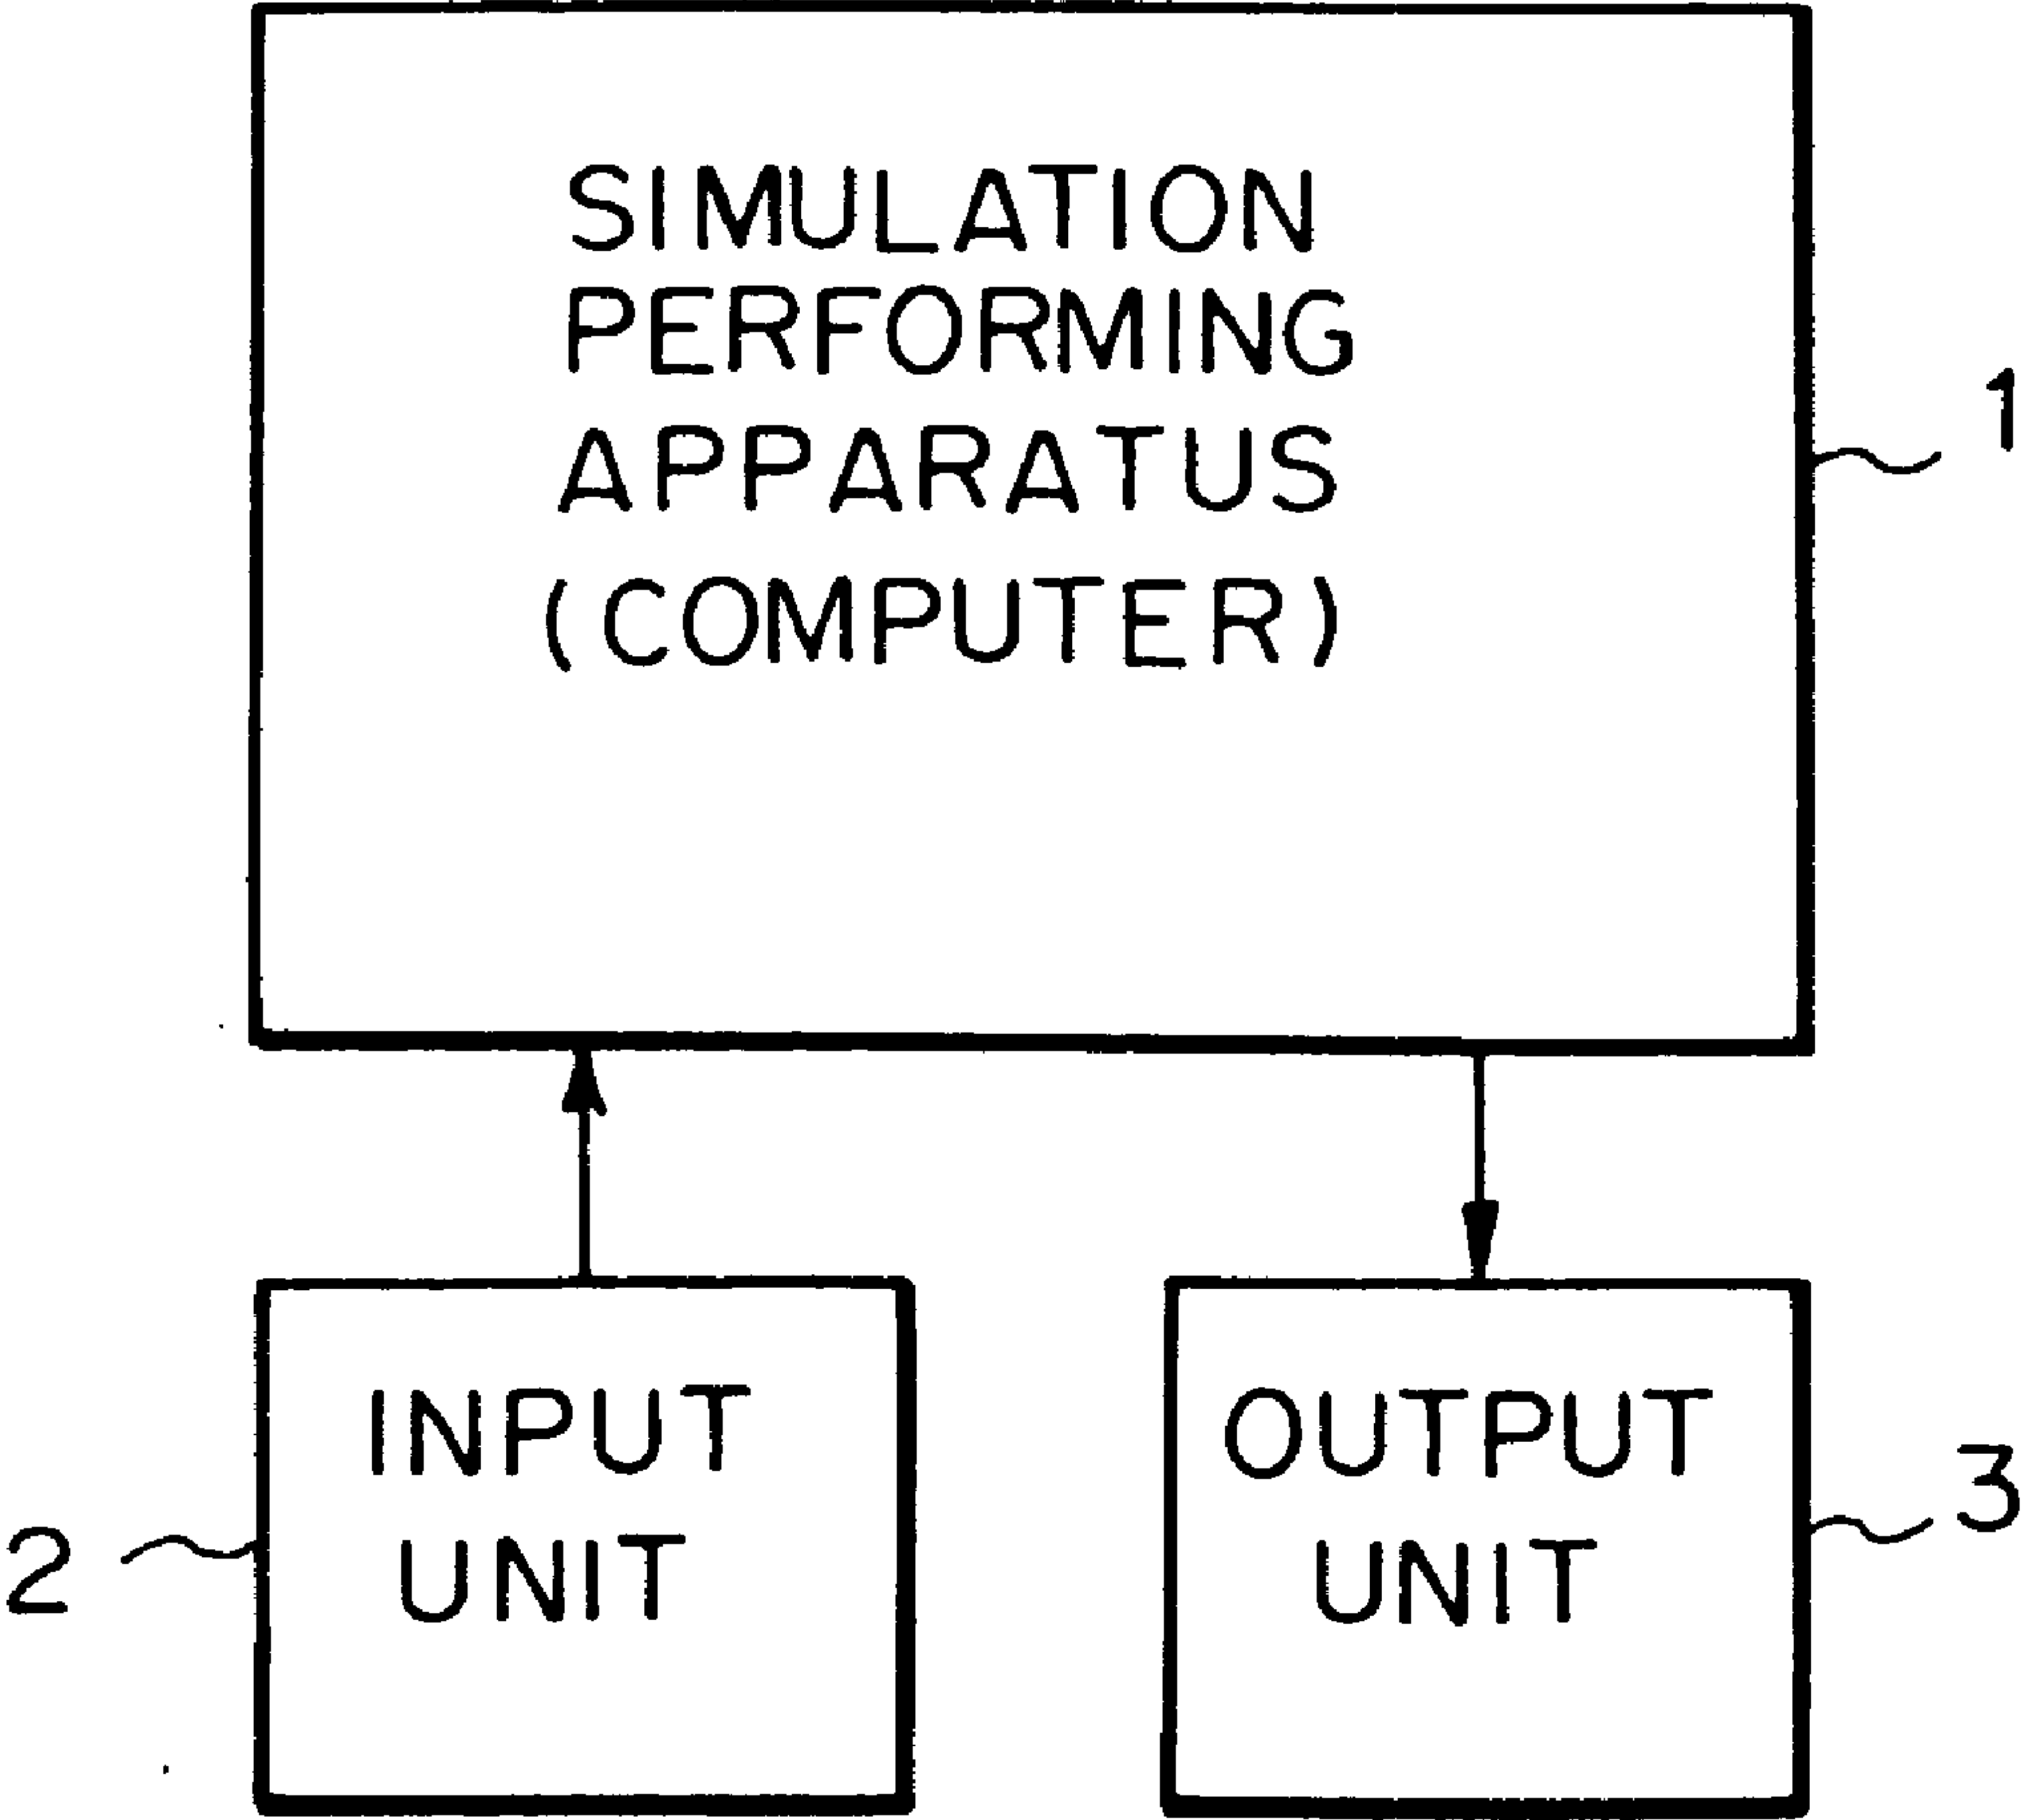 SIMULATION
PERFORMING
APPARATUS
(COMPUTER)
1
INPUT
UNIT
2
OUTPUT
UNIT
3